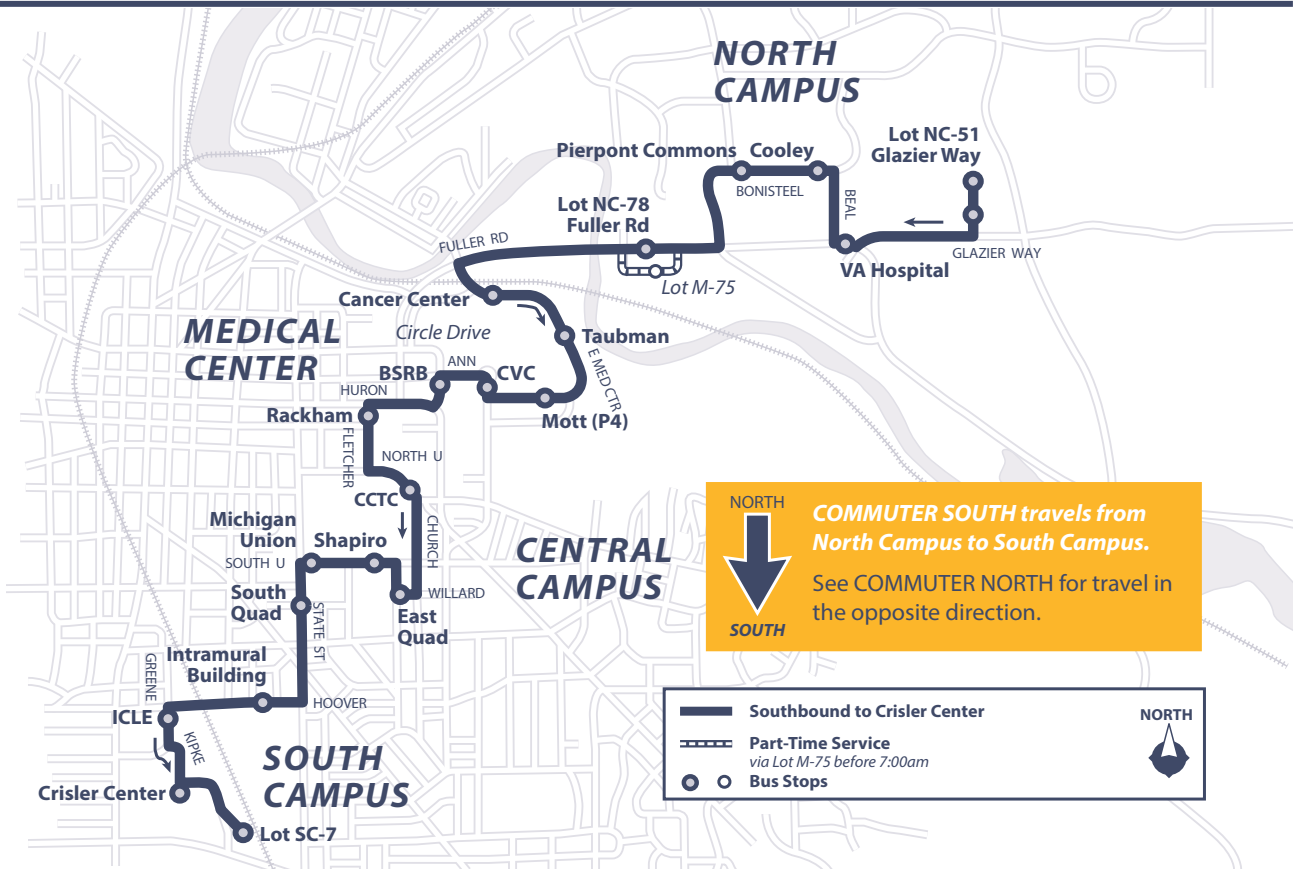 NORTH
CAMPUS
Lot NC-51
Glazier Way
Pierpont Commons
Cooley
BONISTEEL
BEAL
Lot NC-78
Fuller Rd
FULLER RD
GLAZIER WAY
VA Hospital
Lot M-75
Cancer Center
Circle Drive
Taubman
MEDICAL
CENTER
E MED CTR
ANN
BSRB
CVC
HURON
Rackham
Mott (P4)
FLETCHER
NORTH U
CCTC
CHURCH
Michigan
Union
Shapiro
SOUTH U
CENTRAL
CAMPUS
South
Quad
WILLARD
East
Quad
STATE ST
Intramural
Building
GREENE
HOOVER
ICLE
KIPKE
SOUTH
CAMPUS
Crisler Center
Lot SC-7
NORTH
SOUTH
COMMUTER SOUTH travels from
North Campus to South Campus.
See COMMUTER NORTH for travel in
the opposite direction.
Southbound to Crisler Center
Part-Time Service
via Lot M-75 before 7:00am
Bus Stops
NORTH